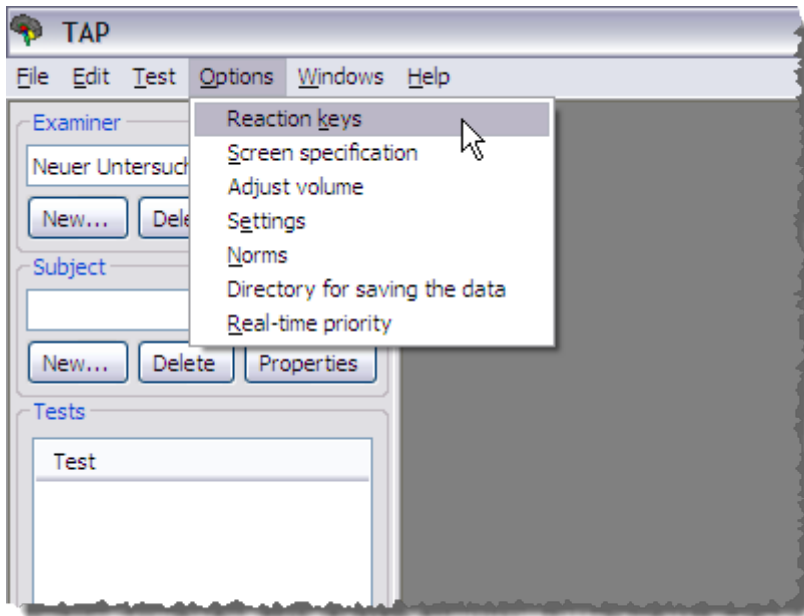 TAP
File Edit Test Options Windows Help
Reaction keys
Screen specification
Adjust volume
Settings
Norms
Directory for saving the data
Real-time priority
Examiner
Neuer Untersuch
New... Dele
Subject
New... Delete Properties
Tests
Test